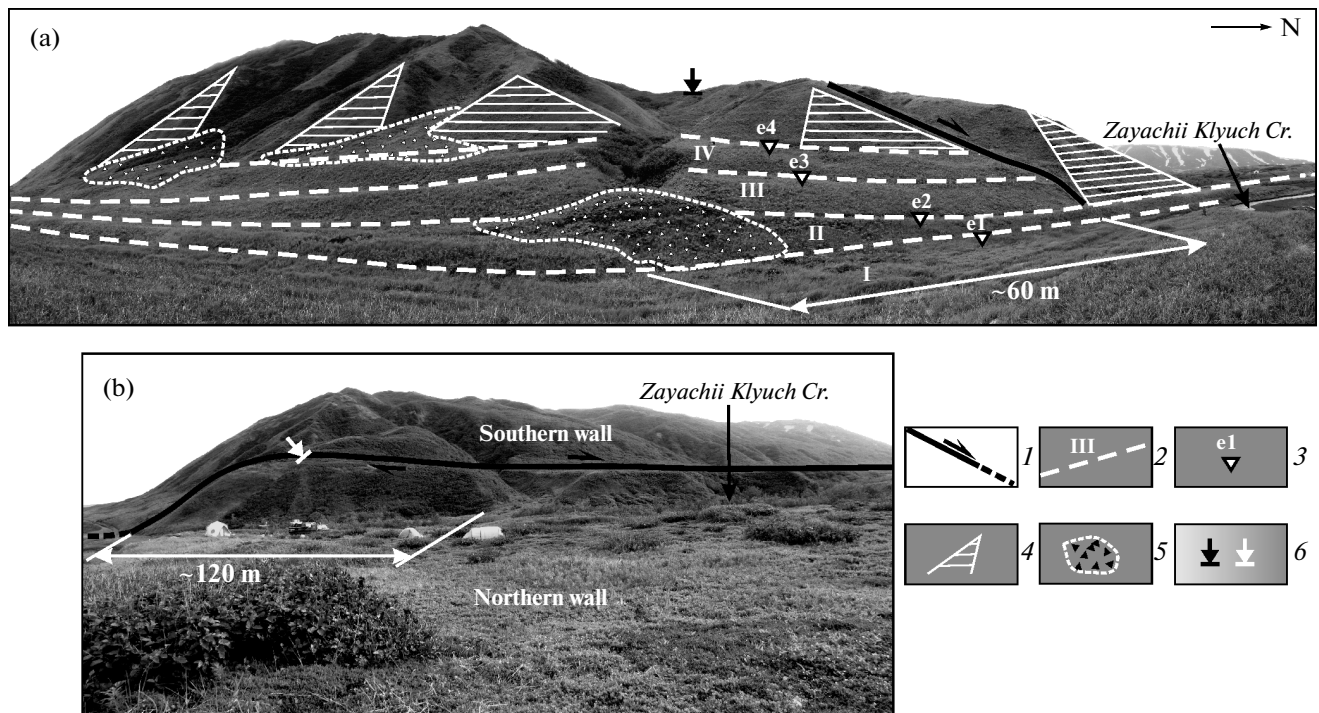 (a)
N
Zayachii Klyuch Cr.
e4
IV
e3
III
e2
II
e1
I
~60 m
(b)
Zayachii Klyuch Cr.
Southern wall
~120 m
Northern wall
1
III
2
e1
3
4
5
6